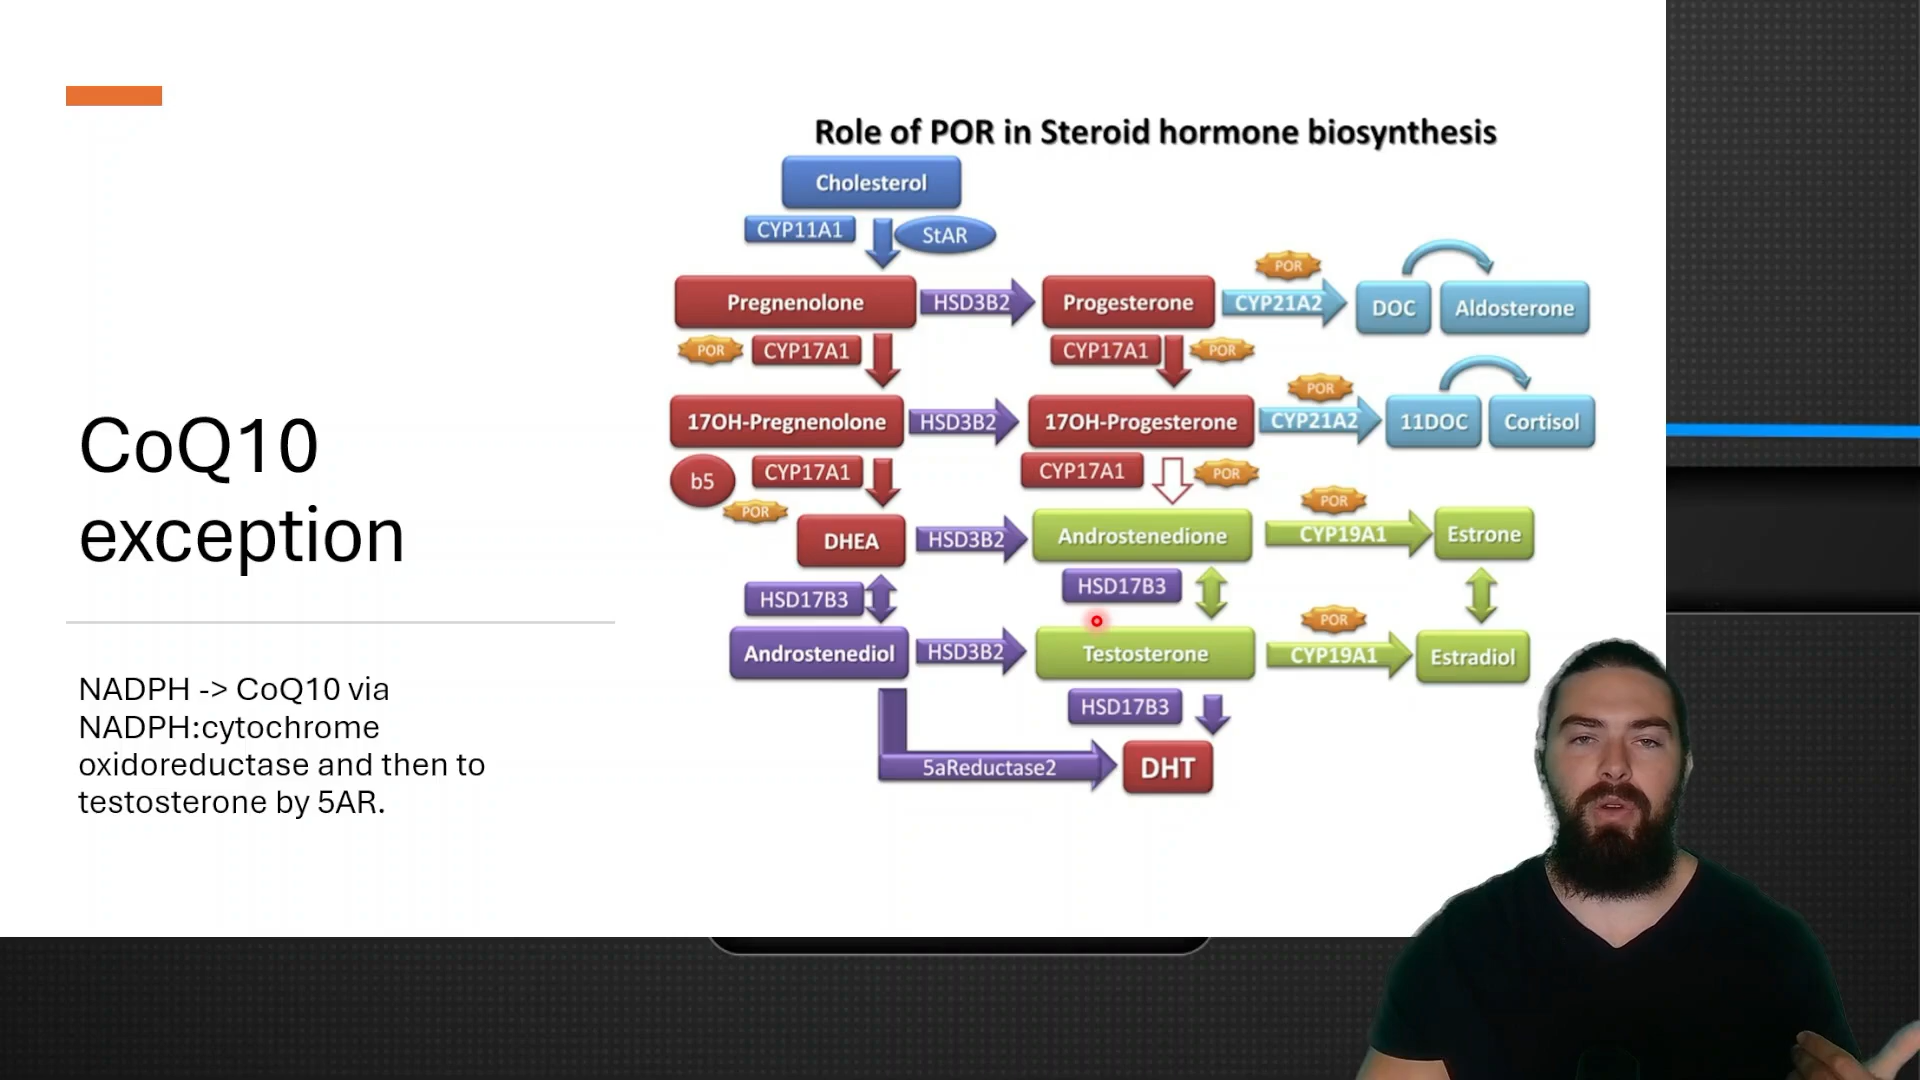 CoQ10
exception
NADPH -> CoQ10 via
NADPH:cytochrome
oxidoreductase and then to
testosterone by 5AR.
Role of POR in Steroid hormone biosynthesis
Cholesterol
CYP11A1
StAR
POR
Pregnenolone
HSD3B2
Progesterone
CYP21A2
DOC
Aldosterone
POR
CYP17A1
CYP17A1
POR
POR
17OH-Pregnenolone
HSD3B2
17OH-Progesterone
CYP21A2
11DOC
Cortisol
b5
CYP17A1
CYP17A1
POR
POR
POR
DHEA
HSD3B2
Androstenedione
CYP19A1
Estrone
HSD17B3
HSD17B3
POR
Androstenediol
HSD3B2
Testosterone
CYP19A1
Estradiol
HSD17B3
5aReductase2
DHT